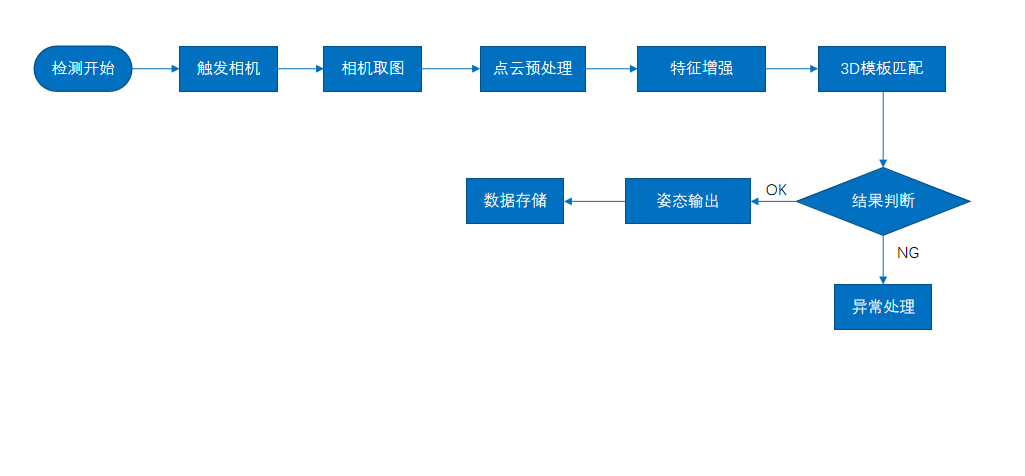 检测开始
触发相机
相机取图
点云预处理
特征增强
3D模板匹配
数据存储
姿态输出
OK
结果判断
NG
异常处理